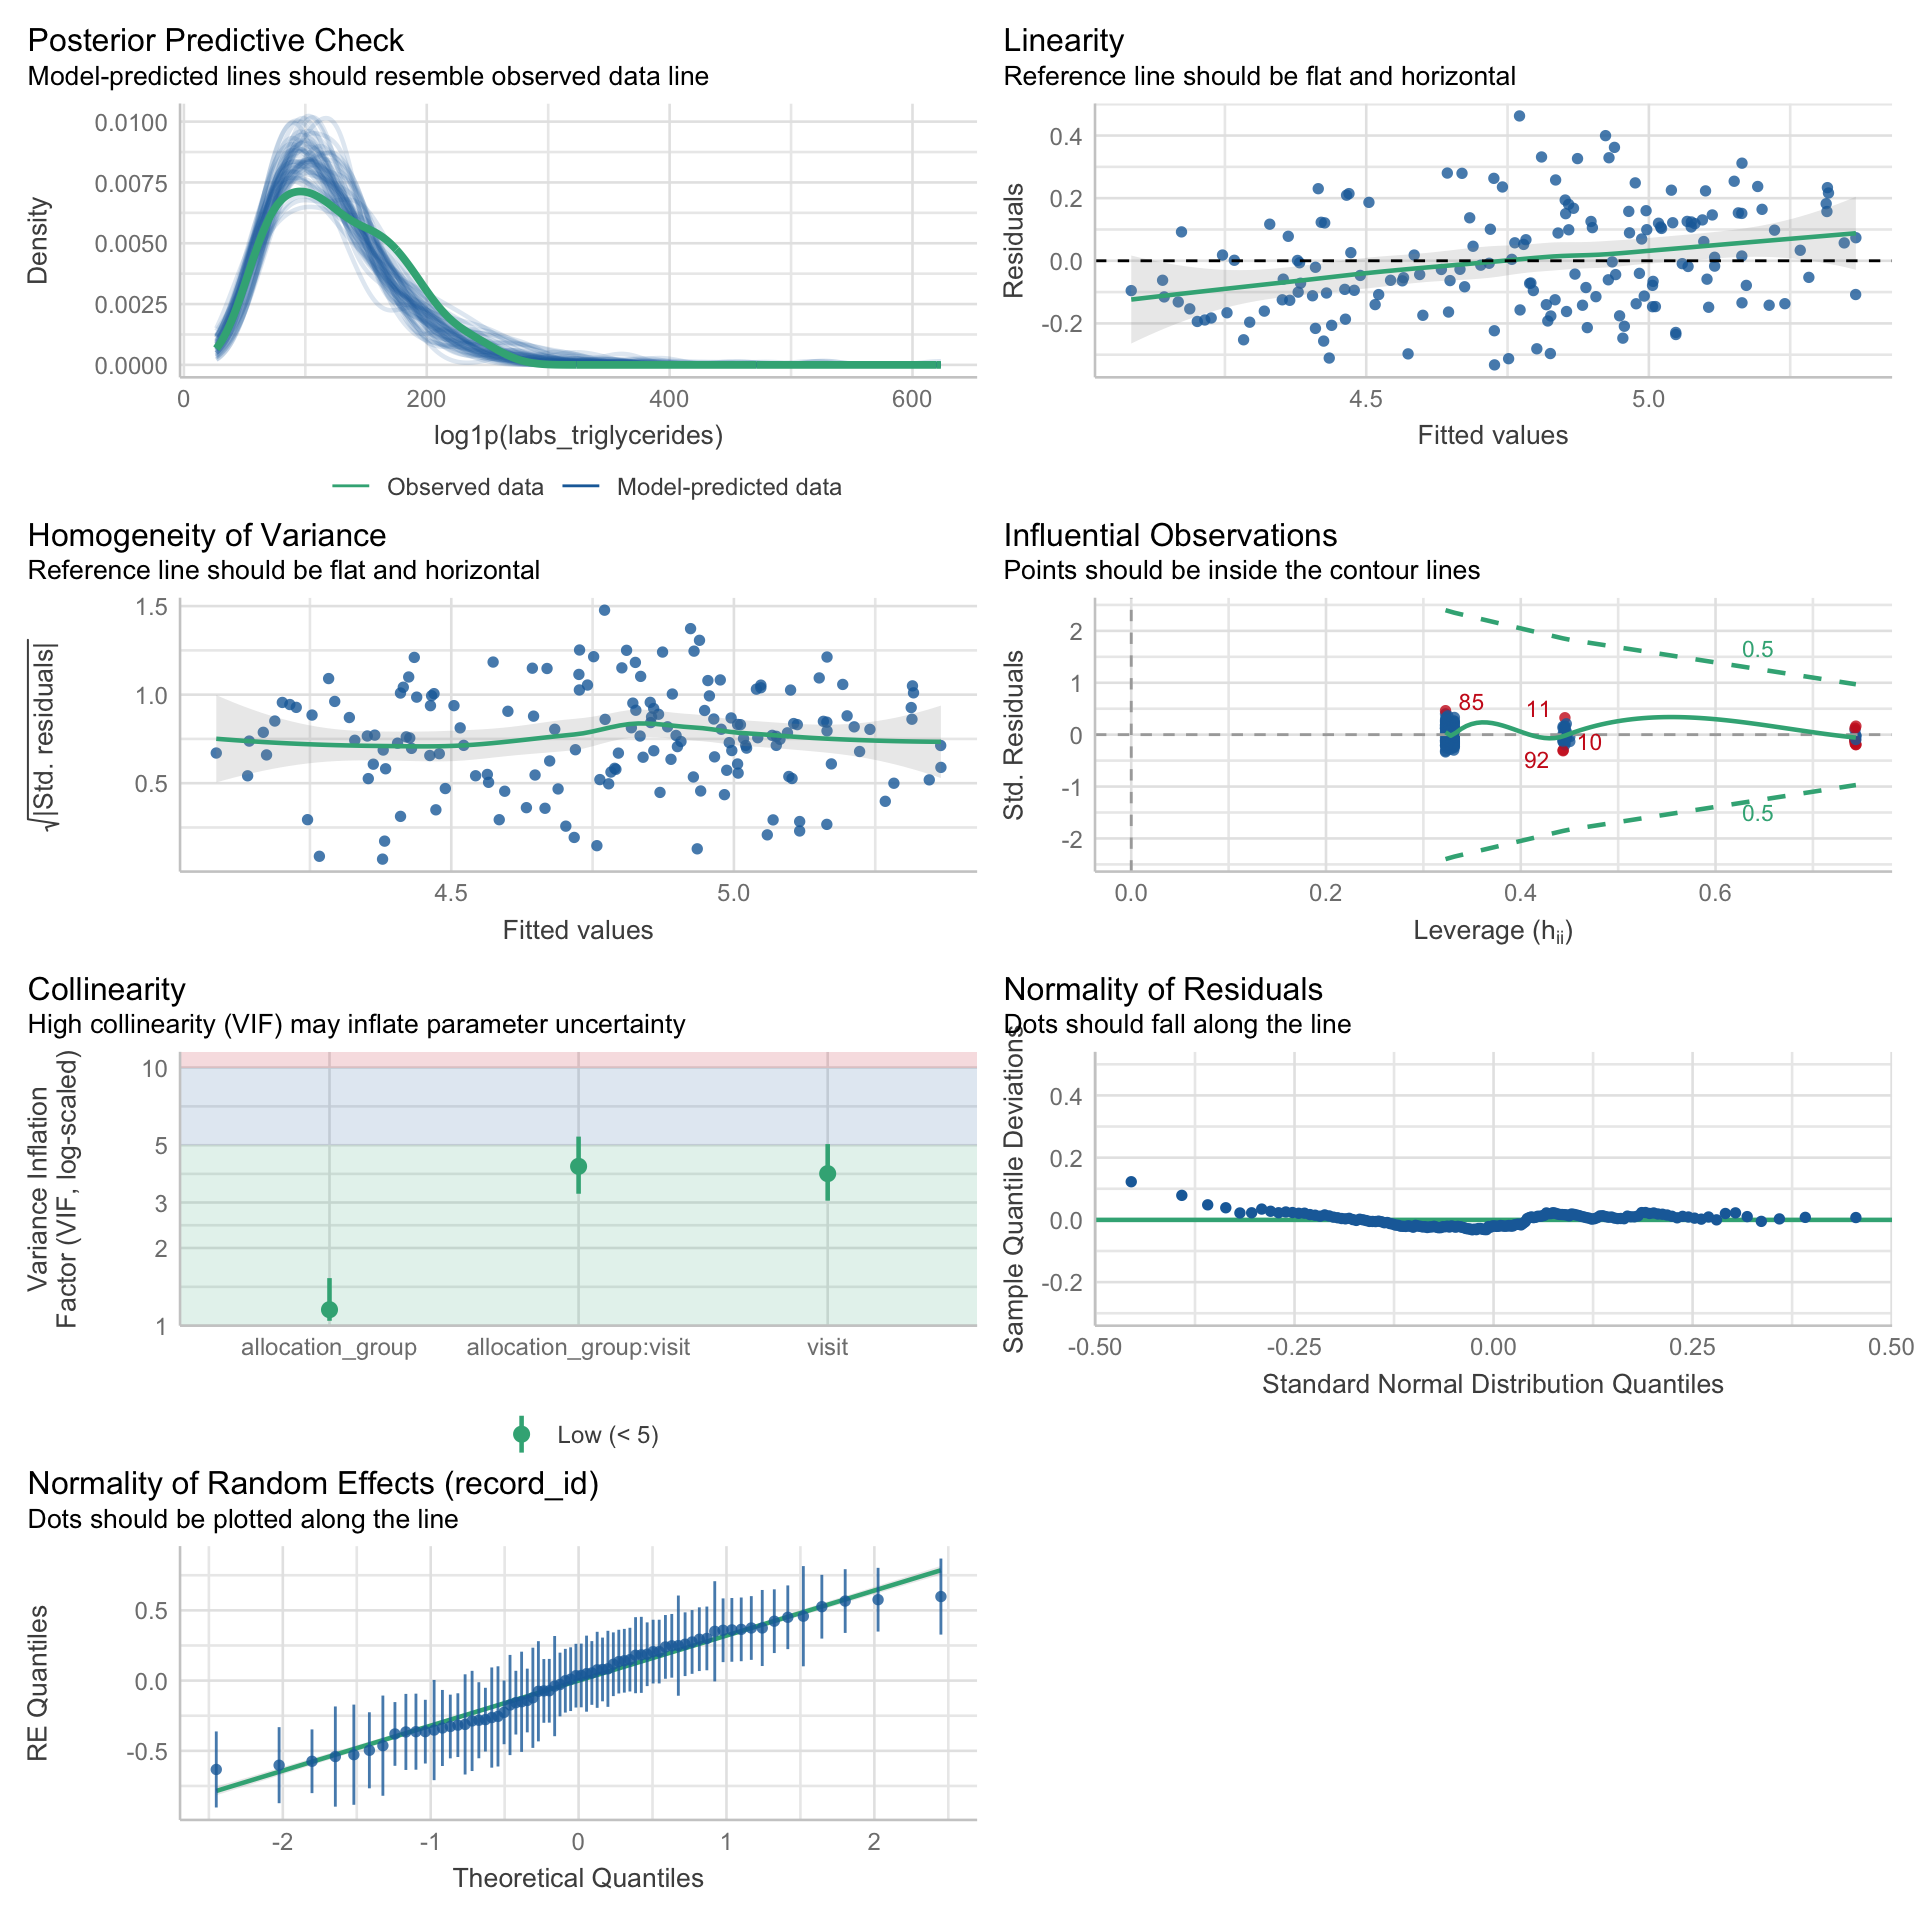 Posterior Predictive Check
Model-predicted lines should resemble observed data line
Density
0.0100
0.0075
0.0050
0.0025
0.0000
0 200 400 600
log1p(labs_triglycerides)
Observed data Model-predicted data
Linearity
Reference line should be flat and horizontal
Residuals
0.4
0.2
0.0
-0.2
4.5 5.0
Fitted values
Homogeneity of Variance
Reference line should be flat and horizontal
√|Std. residuals|
1.5
1.0
0.5
4.5 5.0
Fitted values
Influential Observations
Points should be inside the contour lines
Std. Residuals
2
1
0
-1
-2
0.5
85
11
10
92
0.5
0.0 0.2 0.4 0.6
Leverage (hii)
Collinearity
High collinearity (VIF) may inflate parameter uncertainty
Variance Inflation
Factor (VIF, log-scaled)
10
5
3
2
1
allocation_group allocation_group:visit visit
Low (< 5)
Normality of Residuals
Dots should fall along the line
Sample Quantile Deviations
0.4
0.2
0.0
-0.2
-0.50 -0.25 0.00 0.25 0.50
Standard Normal Distribution Quantiles
Normality of Random Effects (record_id)
Dots should be plotted along the line
RE Quantiles
0.5
0.0
-0.5
-2 -1 0 1 2
Theoretical Quantiles